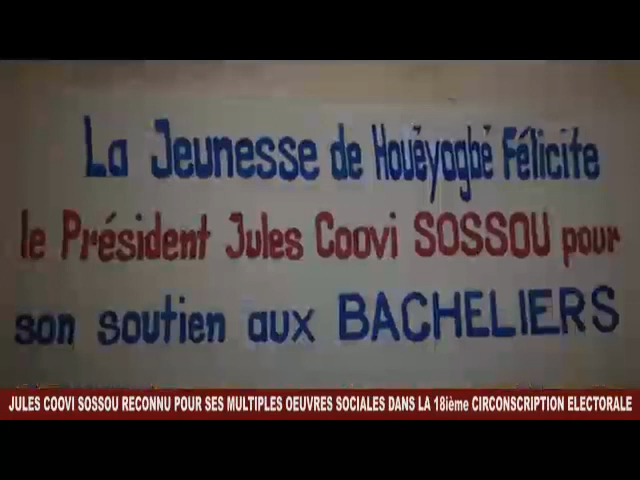 La Jeunesse de Houéyogbé Félicite
le Président Jules Coovi SOSSOU pour
son soutien aux BACHELIERS
JULES COOVI SOSSOU RECONNU POUR SES MULTIPLES OEUVRES SOCIALES DANS LA 18ième CIRCONSCRIPTION ELECTORALE